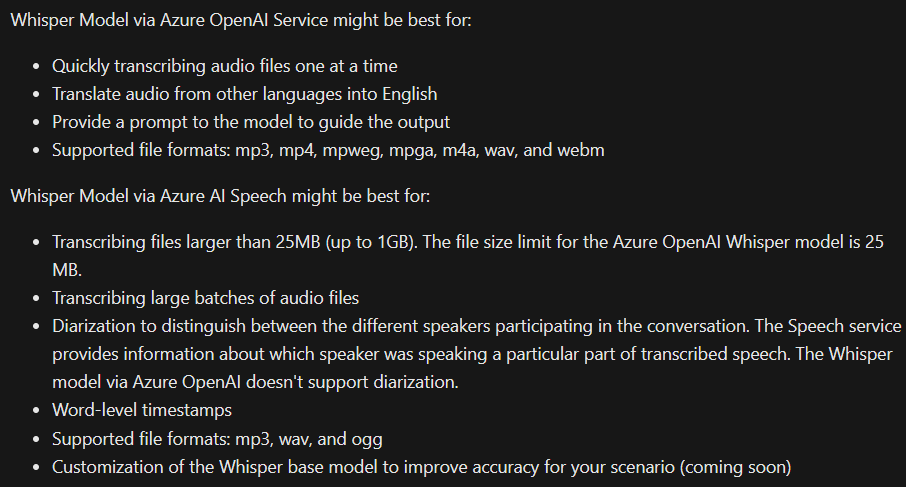 Whisper Model via Azure OpenAI Service might be best for:
• Quickly transcribing audio files one at a time
• Translate audio from other languages into English
• Provide a prompt to the model to guide the output
• Supported file formats: mp3, mp4, mpweg, mpga, m4a, wav, and webm
Whisper Model via Azure AI Speech might be best for:
• Transcribing files larger than 25MB (up to 1GB). The file size limit for the Azure OpenAI Whisper model is 25
MB.
• Transcribing large batches of audio files
• Diarization to distinguish between the different speakers participating in the conversation. The Speech service
provides information about which speaker was speaking a particular part of transcribed speech. The Whisper
model via Azure OpenAI doesn't support diarization.
• Word-level timestamps
• Supported file formats: mp3, wav, and ogg
• Customization of the Whisper base model to improve accuracy for your scenario (coming soon)